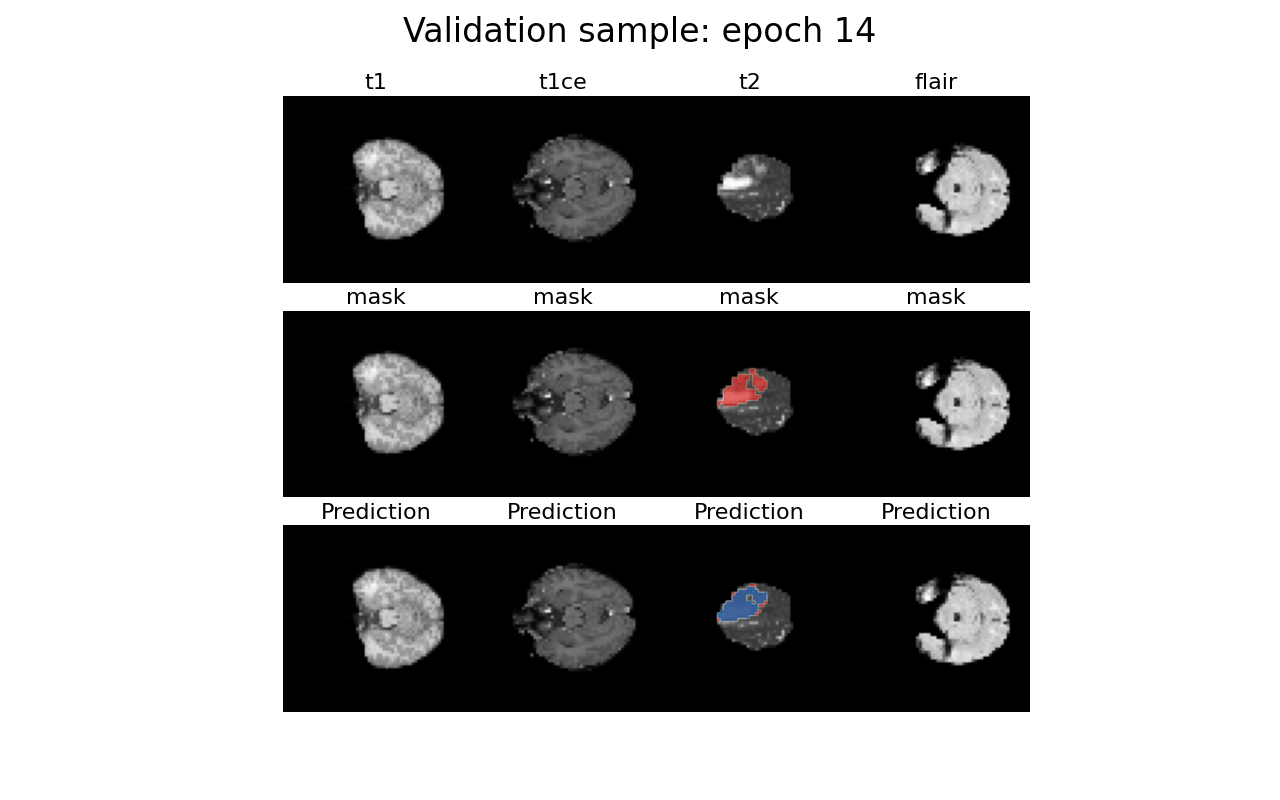 Validation sample: epoch 14
t1 t1ce t2 flair
mask mask mask mask
Prediction Prediction Prediction Prediction